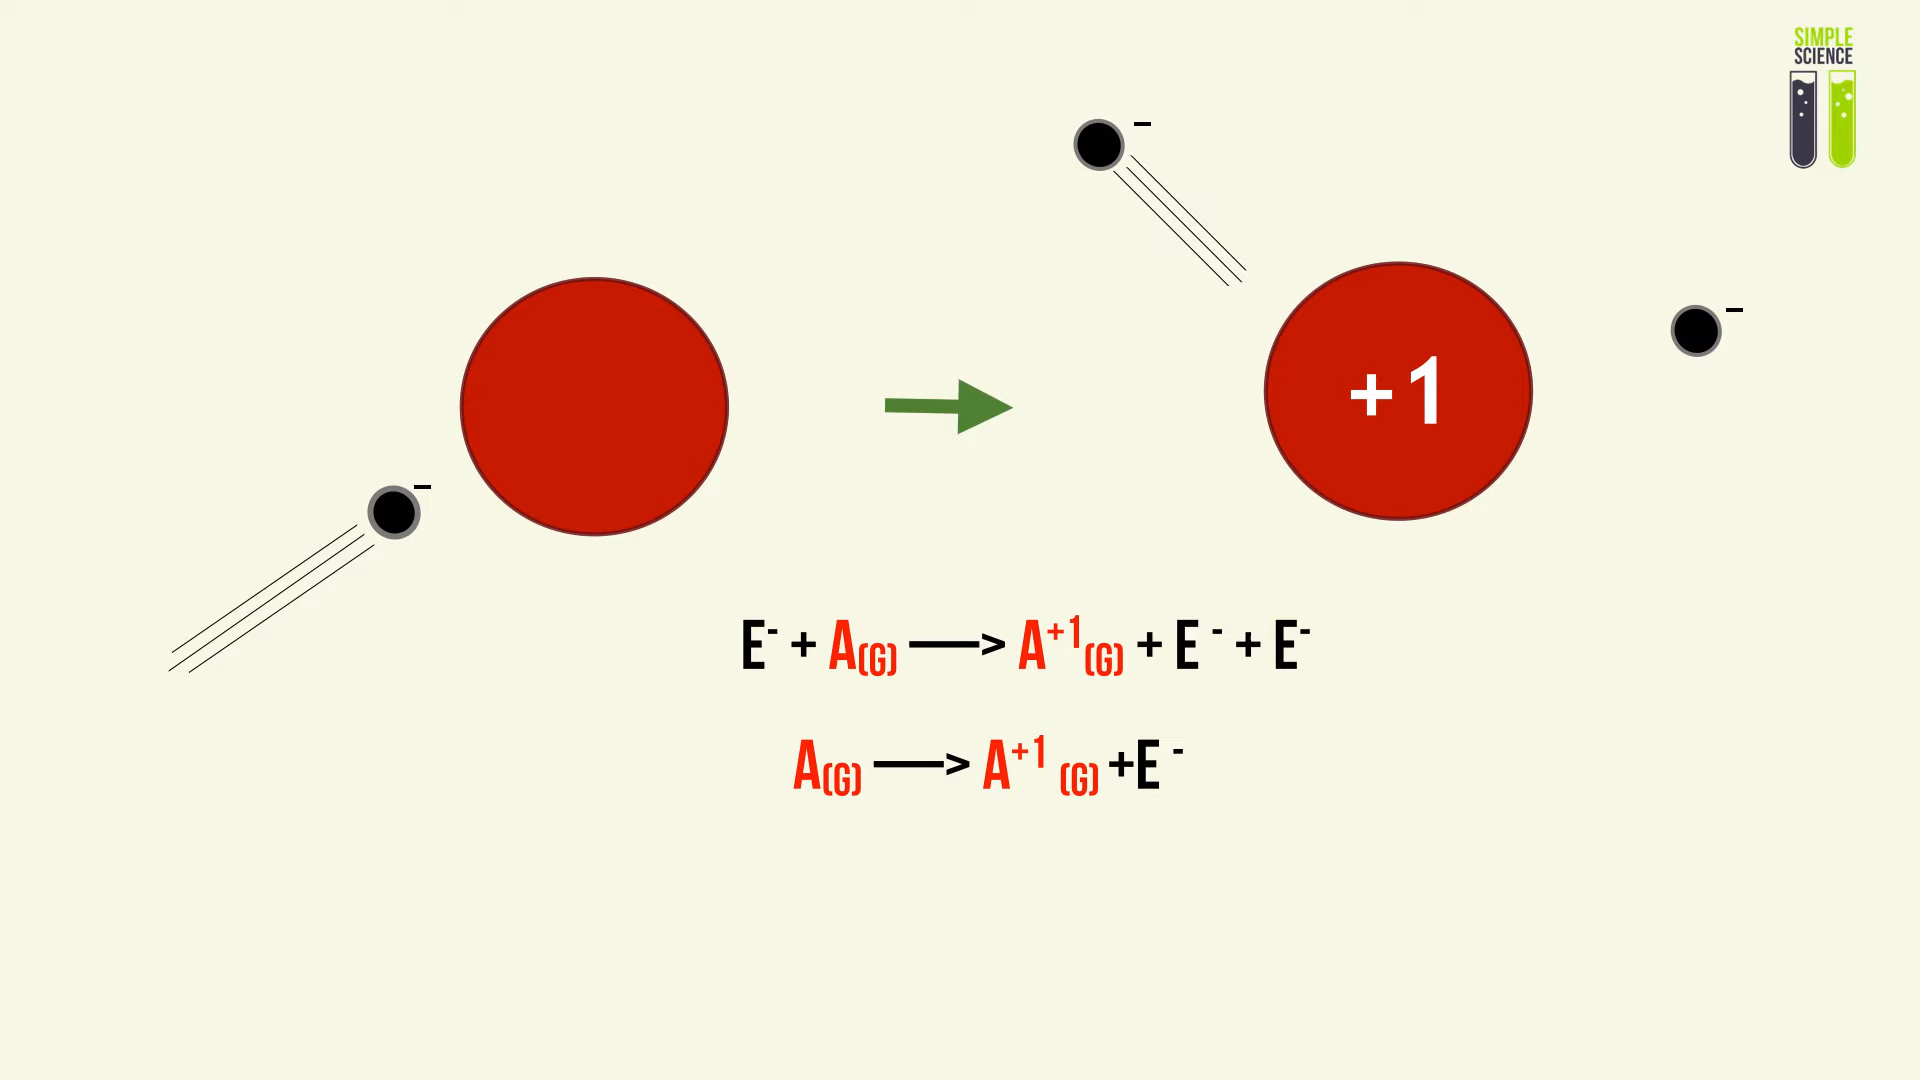 SIMPLE
SCIENCE
-
-
+1
-
E- + A(G) ——> A+1(G) + E - + E-
A(G) ——> A+1 (G) +E -